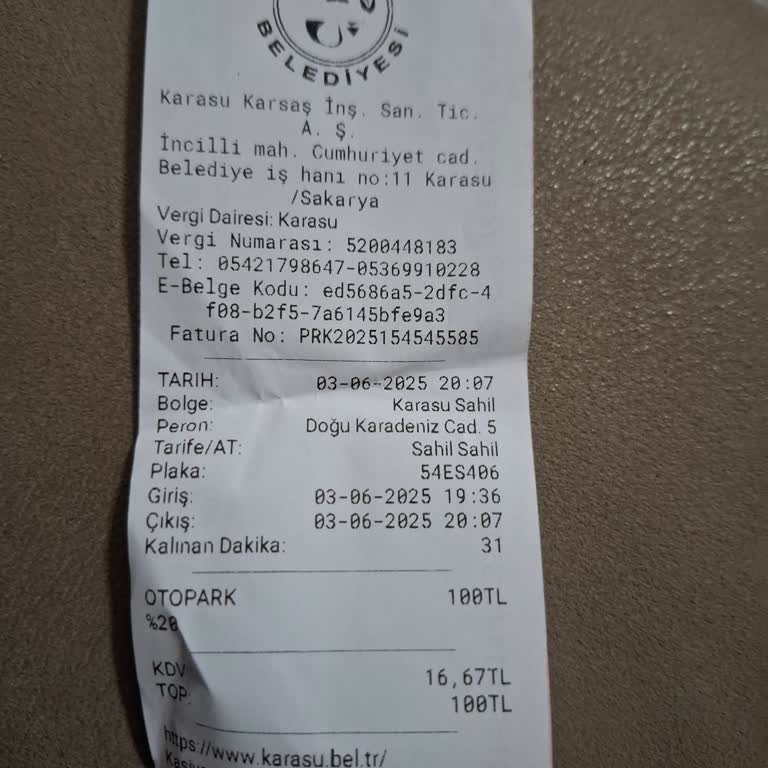 BELEDİYESİ
Karasu Karsaş İnş. San. Tic.
A. Ş.
İncilli mah. Cumhuriyet cad.
Belediye iş hanı no:11 Karasu
/Sakarya
Vergi Dairesi: Karasu
Vergi Numarası: 5200448183
Tel: 05421798647-05369910228
E-Belge Kodu: ed5686a5-2dfc-4
f08-b2f5-7a6145bfe9a3
Fatura No: PRK2025154545585
TARIH: 03-06-2025 20:07
Bolge: Karasu Sahil
Peron: Doğu Karadeniz Cad. 5
Tarife/AT: Sahil Sahil
Plaka: 54ES406
Giriş: 03-06-2025 19:36
Çıkış: 03-06-2025 20:07
Kalınan Dakika: 31
OTOPARK 100TL
%20
KDV 16,67TL
TOP. 100TL
https://www.karasu.bel.tr/